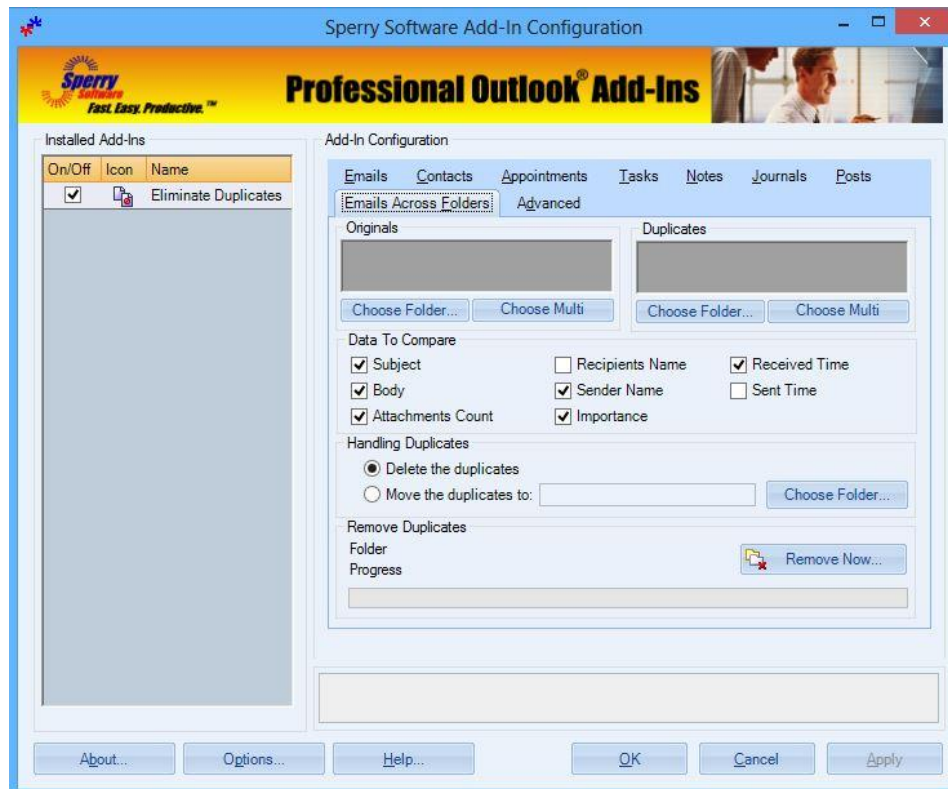 Sperry Software Add-In Configuration
Sperry
Software
Fast. Easy. Productive.™
Professional Outlook® Add-Ins
Installed Add-Ins
On/Off Icon Name
Eliminate Duplicates
Add-In Configuration
Emails Contacts Appointments Tasks Notes Journals Posts
Emails Across Folders Advanced
Originals
Duplicates
Choose Folder... Choose Multi
Choose Folder... Choose Multi
Data To Compare
Subject Recipients Name Received Time
Body Sender Name Sent Time
Attachments Count Importance
Handling Duplicates
Delete the duplicates
Move the duplicates to: Choose Folder...
Remove Duplicates
Folder
Progress
Remove Now...
About... Options... Help... OK Cancel Apply